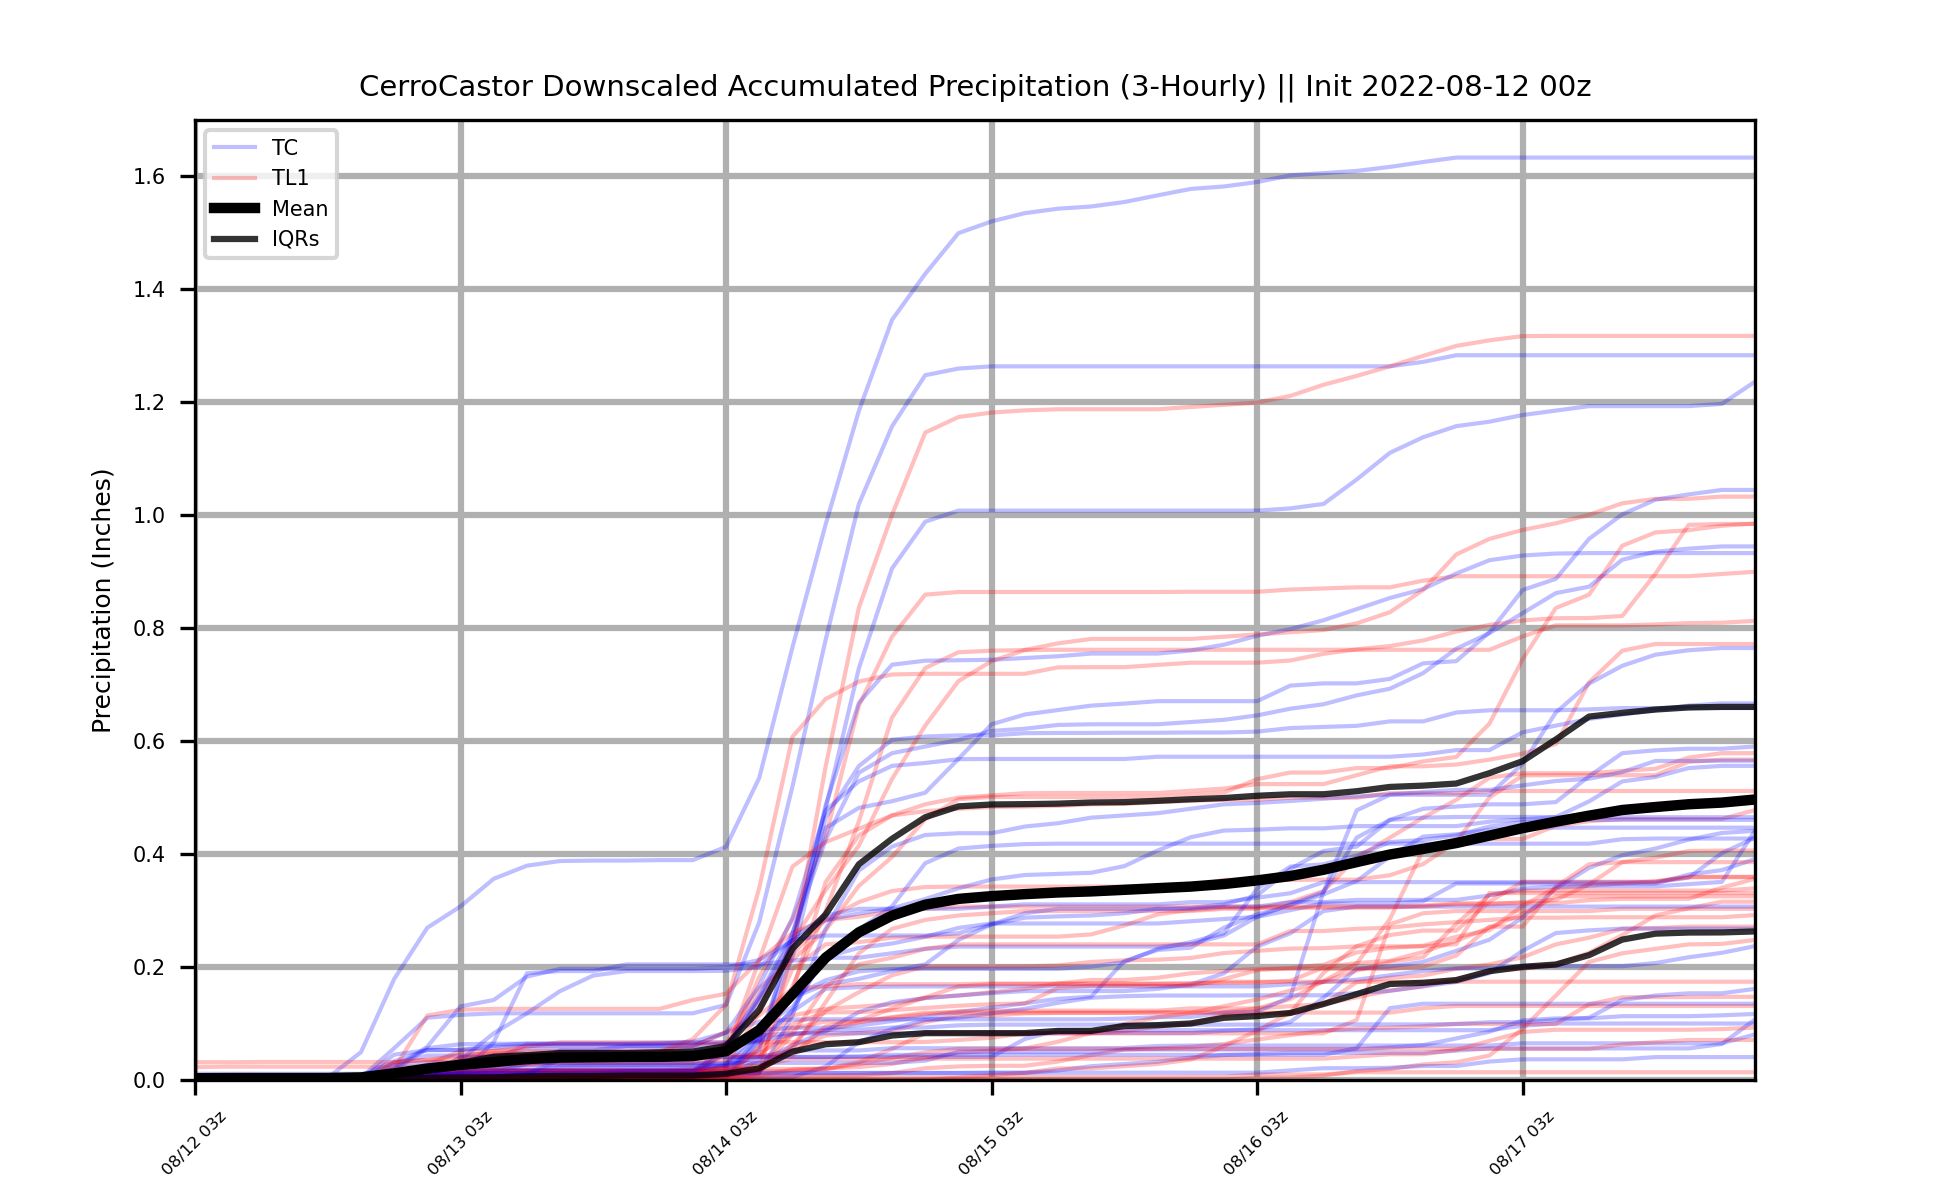 CerroCastor Downscaled Accumulated Precipitation (3-Hourly) || Init 2022-08-12 00z
TC
TL1
Mean
IQRs
Precipitation (Inches)
1.6
1.4
1.2
1.0
0.8
0.6
0.4
0.2
0.0
08/12 03z
08/13 03z
08/14 03z
08/15 03z
08/16 03z
08/17 03z